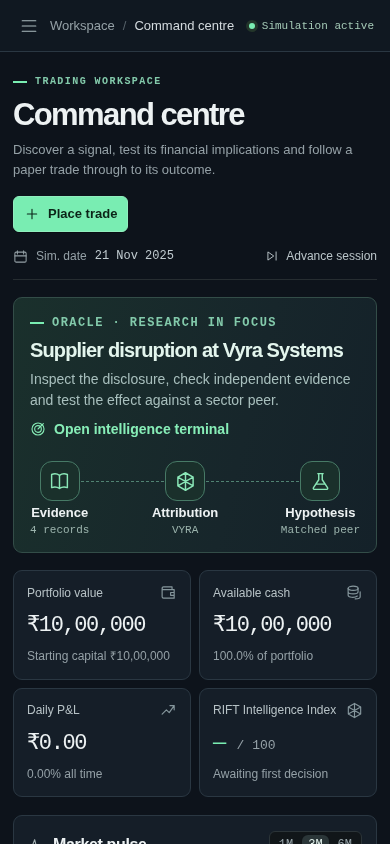 Workspace / Command centre
Simulation active
TRADING WORKSPACE
Command centre
Discover a signal, test its financial implications and follow a
paper trade through to its outcome.
Place trade
Sim. date 21 Nov 2025
Advance session
ORACLE · RESEARCH IN FOCUS
Supplier disruption at Vyra Systems
Inspect the disclosure, check independent evidence
and test the effect against a sector peer.
Open intelligence terminal
Evidence
4 records
Attribution
VYRA
Hypothesis
Matched peer
Portfolio value
₹10,00,000
Starting capital ₹10,00,000
Available cash
₹10,00,000
100.0% of portfolio
Daily P&L
₹0.00
0.00% all time
RIFT Intelligence Index
— / 100
Awaiting first decision
Market pulse
1M 3M 6M